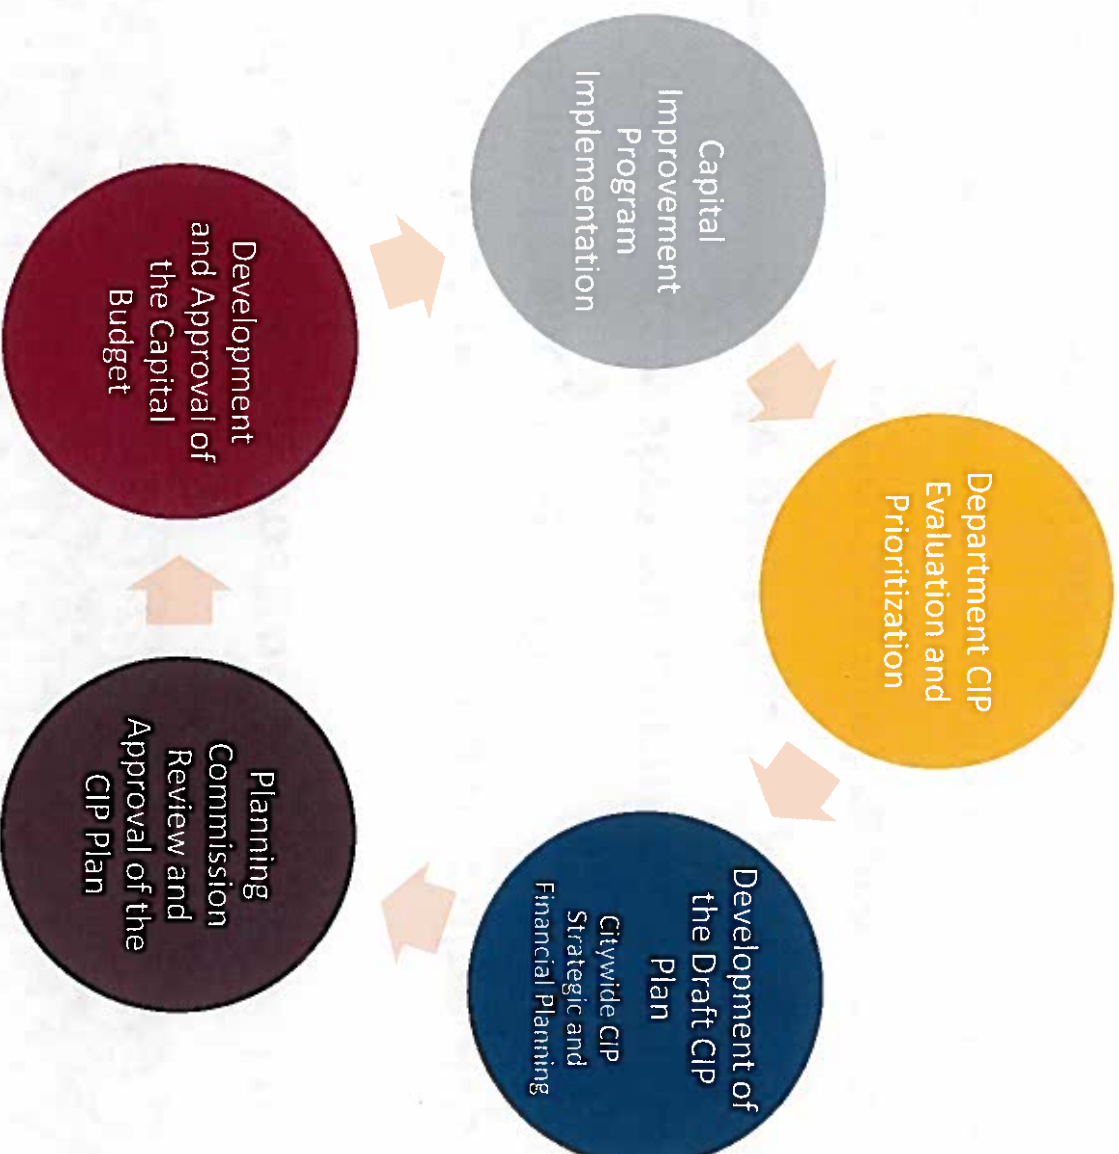 Department CIP
Evaluation and
Prioritization
Development of
the Draft CIP
Plan
Citywide CIP
Strategic and
Financial Planning
Planning
Commission
Review and
Approval of the
CIP Plan
Development
and Approval of
the Capital
Budget
Capital
Improvement
Program
Implementation